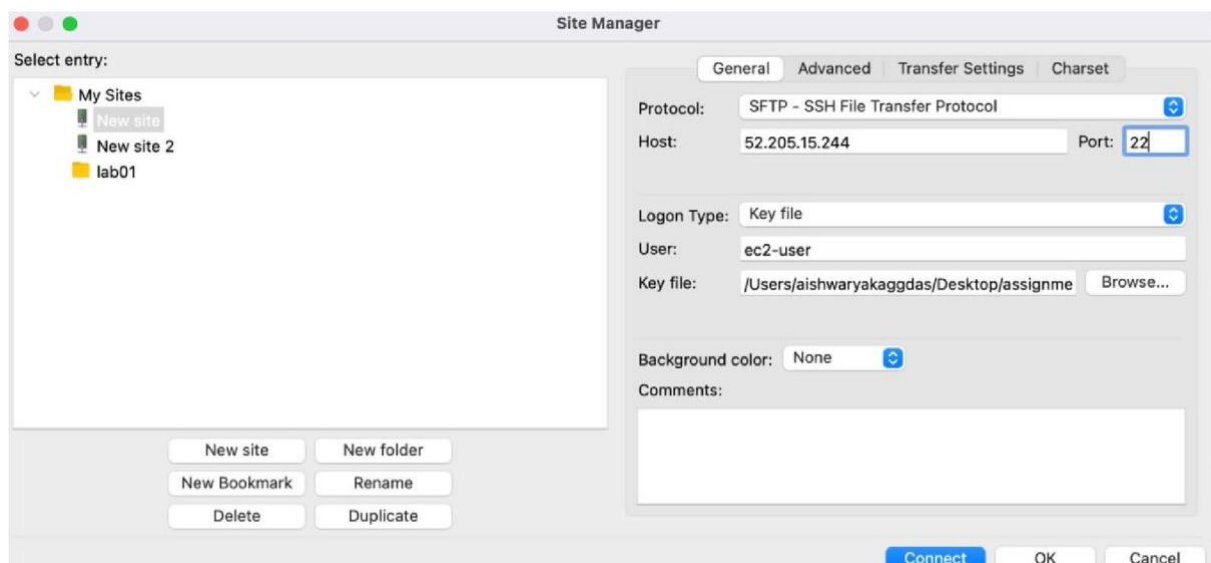 Site Manager
Select entry:
My Sites
New site
New site 2
lab01
New site New folder
New Bookmark Rename
Delete Duplicate
General Advanced Transfer Settings Charset
Protocol: SFTP - SSH File Transfer Protocol
Host: 52.205.15.244 Port: 22
Logon Type: Key file
User: ec2-user
Key file: /Users/aishwaryakaggdas/Desktop/assignme Browse...
Background color: None
Comments:
Connect OK Cancel